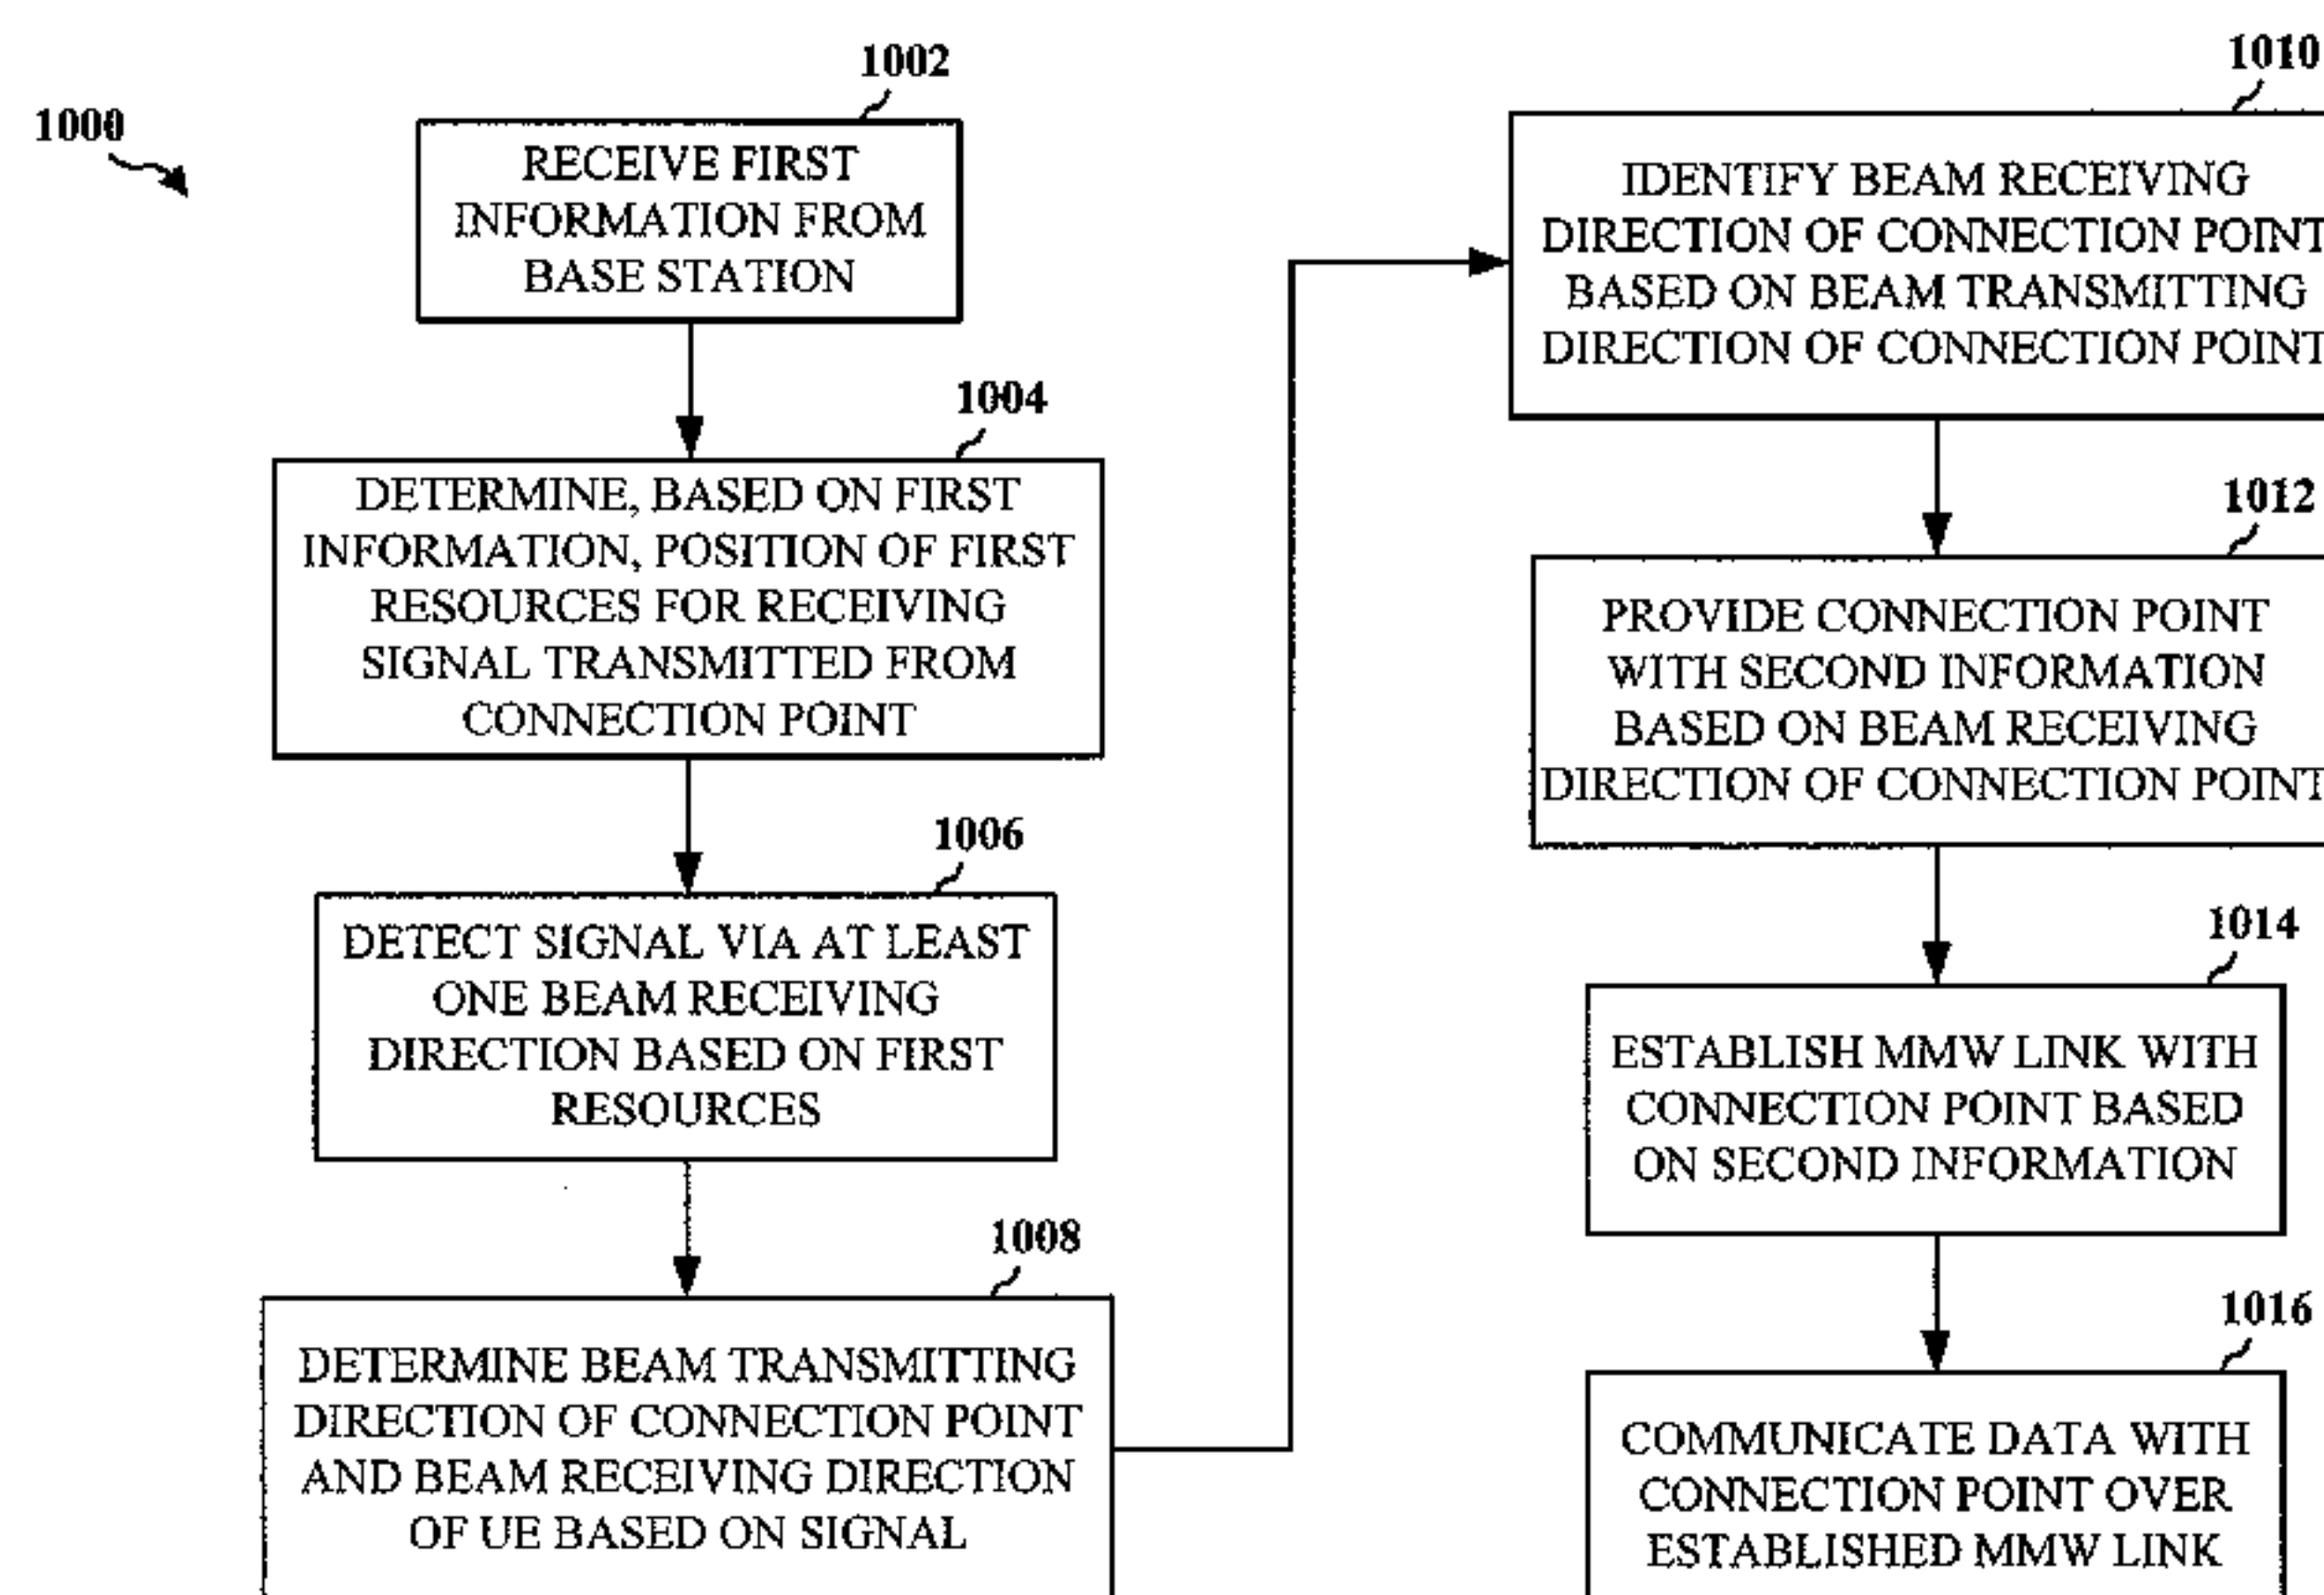 1000
1002
RECEIVE FIRST
INFORMATION FROM
BASE STATION
1004
DETERMINE, BASED ON FIRST
INFORMATION, POSITION OF FIRST
RESOURCES FOR RECEIVING
SIGNAL TRANSMITTED FROM
CONNECTION POINT
1006
DETECT SIGNAL VIA AT LEAST
ONE BEAM RECEIVING
DIRECTION BASED ON FIRST
RESOURCES
1008
DETERMINE BEAM TRANSMITTING
DIRECTION OF CONNECTION POINT
AND BEAM RECEIVING DIRECTION
OF UE BASED ON SIGNAL
1010
IDENTIFY BEAM RECEIVING
DIRECTION OF CONNECTION POINT
BASED ON BEAM TRANSMITTING
DIRECTION OF CONNECTION POINT
1012
PROVIDE CONNECTION POINT
WITH SECOND INFORMATION
BASED ON BEAM RECEIVING
DIRECTION OF CONNECTION POINT
1014
ESTABLISH MMW LINK WITH
CONNECTION POINT BASED
ON SECOND INFORMATION
1016
COMMUNICATE DATA WITH
CONNECTION POINT OVER
ESTABLISHED MMW LINK